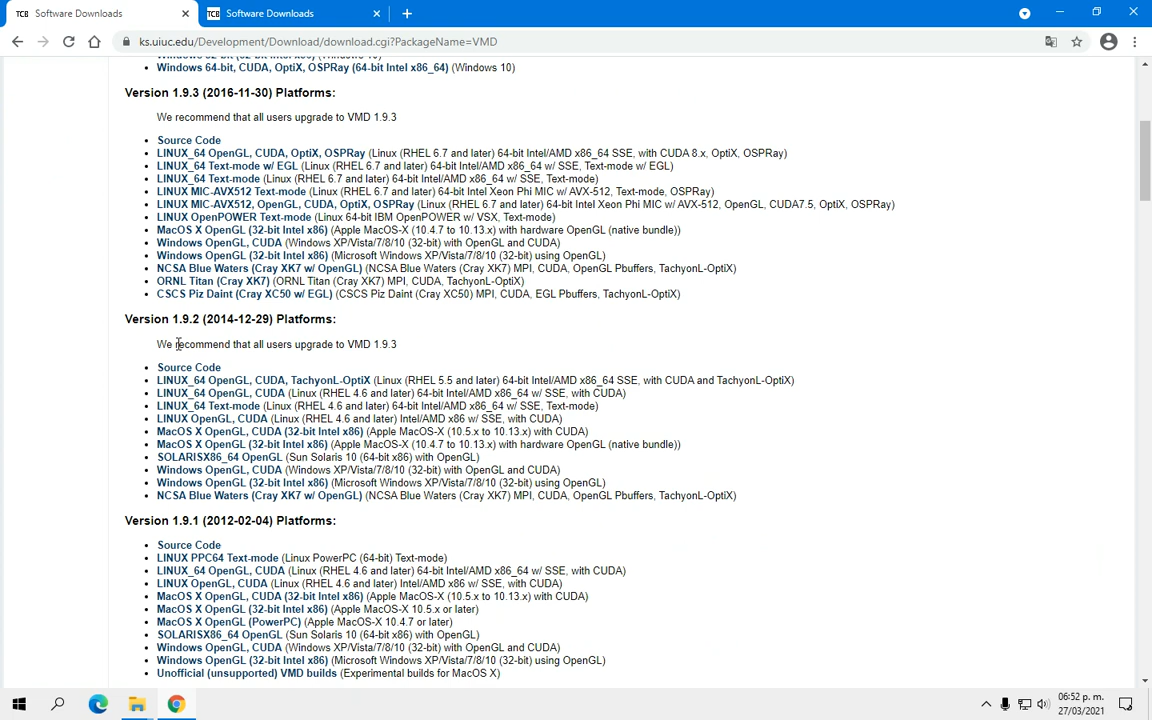 TCB Software Downloads
TCB Software Downloads
ks.uiuc.edu/Development/Download/download.cgi?PackageName=VMD
Windows 64-bit, CUDA, OptiX, OSPRay (64-bit Intel x86_64) (Windows 10)
Version 1.9.3 (2016-11-30) Platforms:
We recommend that all users upgrade to VMD 1.9.3
Source Code
LINUX_64 OpenGL, CUDA, OptiX, OSPRay (Linux (RHEL 6.7 and later) 64-bit Intel/AMD x86_64 SSE, with CUDA 8.x, OptiX, OSPRay)
LINUX_64 Text-mode w/ EGL (Linux (RHEL 6.7 and later) 64-bit Intel/AMD x86_64 w/ SSE, Text-mode w/ EGL)
LINUX_64 Text-mode (Linux (RHEL 6.7 and later) 64-bit Intel/AMD x86_64 w/ SSE, Text-mode)
LINUX MIC-AVX512 Text-mode (Linux (RHEL 6.7 and later) 64-bit Intel Xeon Phi MIC w/ AVX-512, Text-mode, OSPRay)
LINUX MIC-AVX512, OpenGL, CUDA, OptiX, OSPRay (Linux (RHEL 6.7 and later) 64-bit Intel Xeon Phi MIC w/ AVX-512, OpenGL, CUDA7.5, OptiX, OSPRay)
LINUX OpenPOWER Text-mode (Linux 64-bit IBM OpenPOWER w/ VSX, Text-mode)
MacOS X OpenGL (32-bit Intel x86) (Apple MacOS-X (10.4.7 to 10.13.x) with hardware OpenGL (native bundle))
Windows OpenGL, CUDA (Windows XP/Vista/7/8/10 (32-bit) with OpenGL and CUDA)
Windows OpenGL (32-bit Intel x86) (Microsoft Windows XP/Vista/7/8/10 (32-bit) using OpenGL)
NCSA Blue Waters (Cray XK7 w/ OpenGL) (NCSA Blue Waters (Cray XK7) MPI, CUDA, OpenGL Pbuffers, TachyonL-OptiX)
ORNL Titan (Cray XK7) (ORNL Titan (Cray XK7) MPI, CUDA, TachyonL-OptiX)
CSCS Piz Daint (Cray XC50 w/ EGL) (CSCS Piz Daint (Cray XC50) MPI, CUDA, EGL Pbuffers, TachyonL-OptiX)
Version 1.9.2 (2014-12-29) Platforms:
We recommend that all users upgrade to VMD 1.9.3
Source Code
LINUX_64 OpenGL, CUDA, TachyonL-OptiX (Linux (RHEL 5.5 and later) 64-bit Intel/AMD x86_64 SSE, with CUDA and TachyonL-OptiX)
LINUX_64 OpenGL, CUDA (Linux (RHEL 4.6 and later) 64-bit Intel/AMD x86_64 w/ SSE, with CUDA)
LINUX_64 Text-mode (Linux (RHEL 4.6 and later) 64-bit Intel/AMD x86_64 w/ SSE, Text-mode)
LINUX OpenGL, CUDA (Linux (RHEL 4.6 and later) Intel/AMD x86 w/ SSE, with CUDA)
MacOS X OpenGL, CUDA (32-bit Intel x86) (Apple MacOS-X (10.5.x to 10.13.x) with CUDA)
MacOS X OpenGL (32-bit Intel x86) (Apple MacOS-X (10.4.7 to 10.13.x) with hardware OpenGL (native bundle))
SOLARISX86_64 OpenGL (Sun Solaris 10 (64-bit x86) with OpenGL)
Windows OpenGL, CUDA (Windows XP/Vista/7/8/10 (32-bit) with OpenGL and CUDA)
Windows OpenGL (32-bit Intel x86) (Microsoft Windows XP/Vista/7/8/10 (32-bit) using OpenGL)
NCSA Blue Waters (Cray XK7 w/ OpenGL) (NCSA Blue Waters (Cray XK7) MPI, CUDA, OpenGL Pbuffers, TachyonL-OptiX)
Version 1.9.1 (2012-02-04) Platforms:
Source Code
LINUX PPC64 Text-mode (Linux PowerPC (64-bit) Text-mode)
LINUX_64 OpenGL, CUDA (Linux (RHEL 4.6 and later) 64-bit Intel/AMD x86_64 w/ SSE, with CUDA)
LINUX OpenGL, CUDA (Linux (RHEL 4.6 and later) Intel/AMD x86 w/ SSE, with CUDA)
MacOS X OpenGL, CUDA (32-bit Intel x86) (Apple MacOS-X (10.5.x to 10.13.x) with CUDA)
MacOS X OpenGL (32-bit Intel x86) (Apple MacOS-X 10.5.x or later)
MacOS X OpenGL (PowerPC) (Apple MacOS-X 10.4.7 or later)
SOLARISX86_64 OpenGL (Sun Solaris 10 (64-bit x86) with OpenGL)
Windows OpenGL, CUDA (Windows XP/Vista/7/8/10 (32-bit) with OpenGL and CUDA)
Windows OpenGL (32-bit Intel x86) (Microsoft Windows XP/Vista/7/8/10 (32-bit) using OpenGL)
Unofficial (unsupported) VMD builds (Experimental builds for MacOS X)
06:52 p. m.
27/03/2021